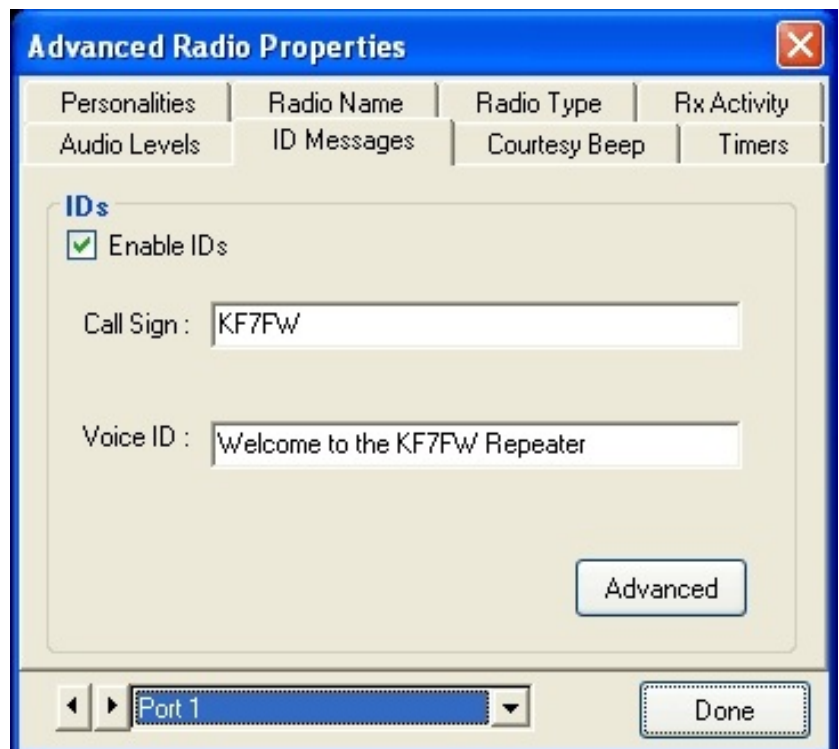 Advanced Radio Properties
Personalities Radio Name Radio Type Rx Activity
Audio Levels ID Messages Courtesy Beep Timers
IDs
Enable IDs
Call Sign : KF7FW
Voice ID : Welcome to the KF7FW Repeater
Advanced
Port 1 Done